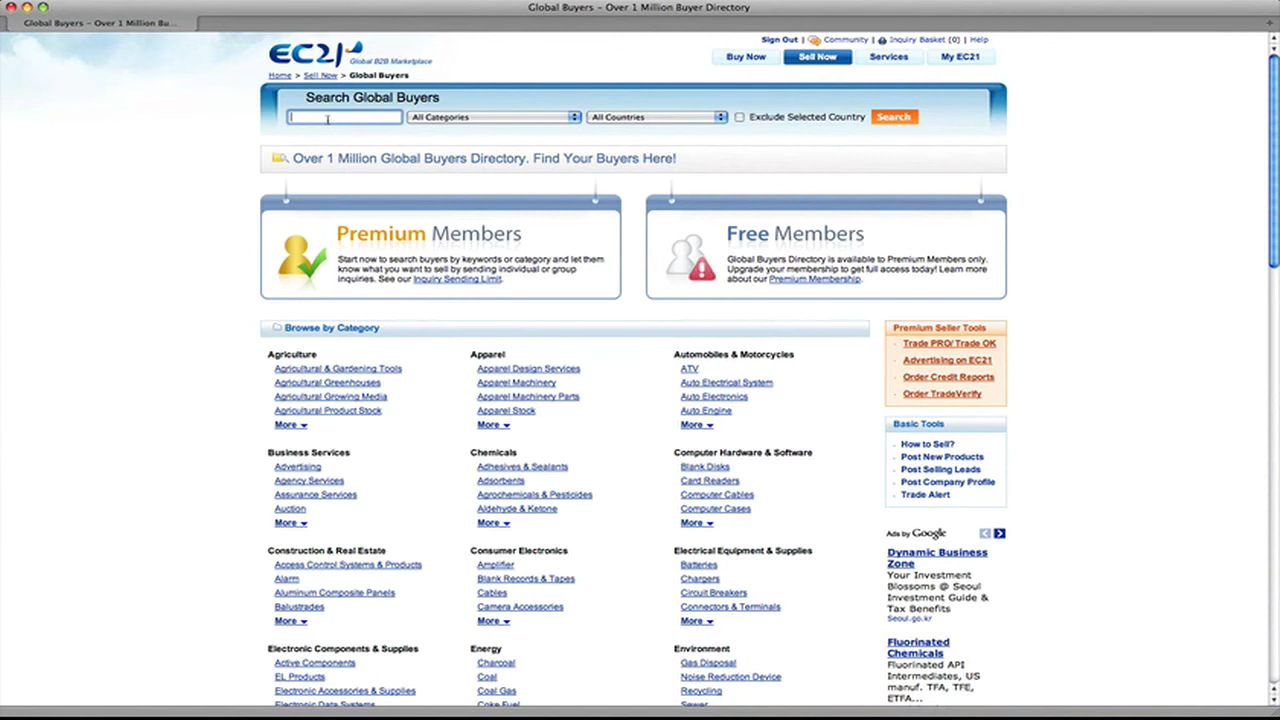 Global Buyers – Over 1 Million Buyer Directory
Global Buyers – Over 1 Million Bu...
Sign Out | Community | Inquiry Basket [0] | Help
EC21 Global B2B Marketplace
Buy Now Sell Now Services My EC21
Home > Sell Now > Global Buyers
Search Global Buyers
All Categories All Countries Exclude Selected Country Search
Over 1 Million Global Buyers Directory. Find Your Buyers Here!
Premium Members
Start now to search buyers by keywords or category and let them
know what you want to sell by sending individual or group
inquiries. See our Inquiry Sending Limit.
Free Members
Global Buyers Directory is available to Premium Members only.
Upgrade your membership to get full access today! Learn more
about our Premium Membership.
Browse by Category
Agriculture
Agricultural & Gardening Tools
Agricultural Greenhouses
Agricultural Growing Media
Agricultural Product Stock
More
Apparel
Apparel Design Services
Apparel Machinery
Apparel Machinery Parts
Apparel Stock
More
Automobiles & Motorcycles
ATV
Auto Electrical System
Auto Electronics
Auto Engine
More
Business Services
Advertising
Agency Services
Assurance Services
Auction
More
Chemicals
Adhesives & Sealants
Adsorbents
Agrochemicals & Pesticides
Aldehyde & Ketone
More
Computer Hardware & Software
Blank Disks
Card Readers
Computer Cables
Computer Cases
More
Construction & Real Estate
Access Control Systems & Products
Alarm
Aluminum Composite Panels
Balustrades
More
Consumer Electronics
Amplifier
Blank Records & Tapes
Cables
Camera Accessories
More
Electrical Equipment & Supplies
Batteries
Chargers
Circuit Breakers
Connectors & Terminals
More
Electronic Components & Supplies
Active Components
EL Products
Electronic Accessories & Supplies
Electronic Data Systems
Energy
Charcoal
Coal
Coal Gas
Coke Fuel
Environment
Gas Disposal
Noise Reduction Device
Recycling
Sewer
Premium Seller Tools
Trade PRO/ Trade OK
Advertising on EC21
Order Credit Reports
Order TradeVerify
Basic Tools
How to Sell?
Post New Products
Post Selling Leads
Post Company Profile
Trade Alert
Ads by Google
Dynamic Business
Zone
Your Investment
Blossoms @ Seoul
Investment Guide &
Tax Benefits
Seoul.go.kr
Fluorinated
Chemicals
Fluorinated API
Intermediates, US
manuf. TFA, TFE,
ETFA...